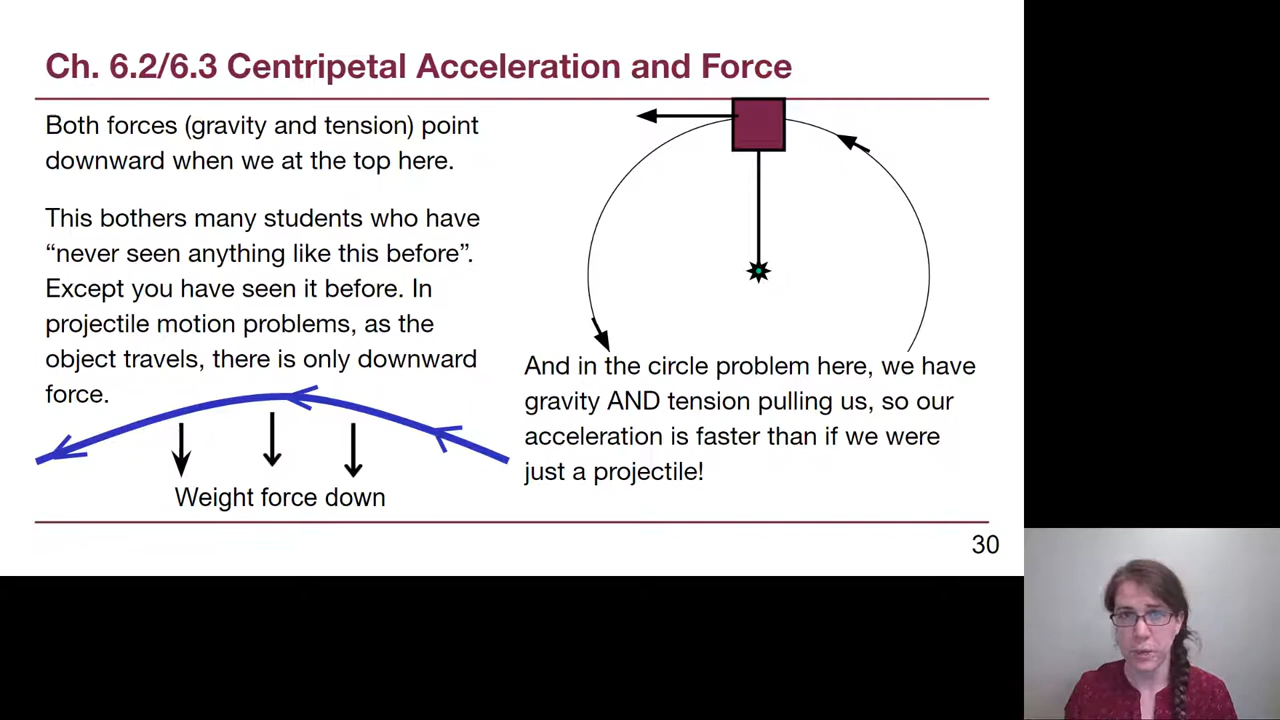 Ch. 6.2/6.3 Centripetal Acceleration and Force
Both forces (gravity and tension) point
downward when we at the top here.
This bothers many students who have
“never seen anything like this before”.
Except you have seen it before. In
projectile motion problems, as the
object travels, there is only downward
force.
Weight force down
And in the circle problem here, we have
gravity AND tension pulling us, so our
acceleration is faster than if we were
just a projectile!
30